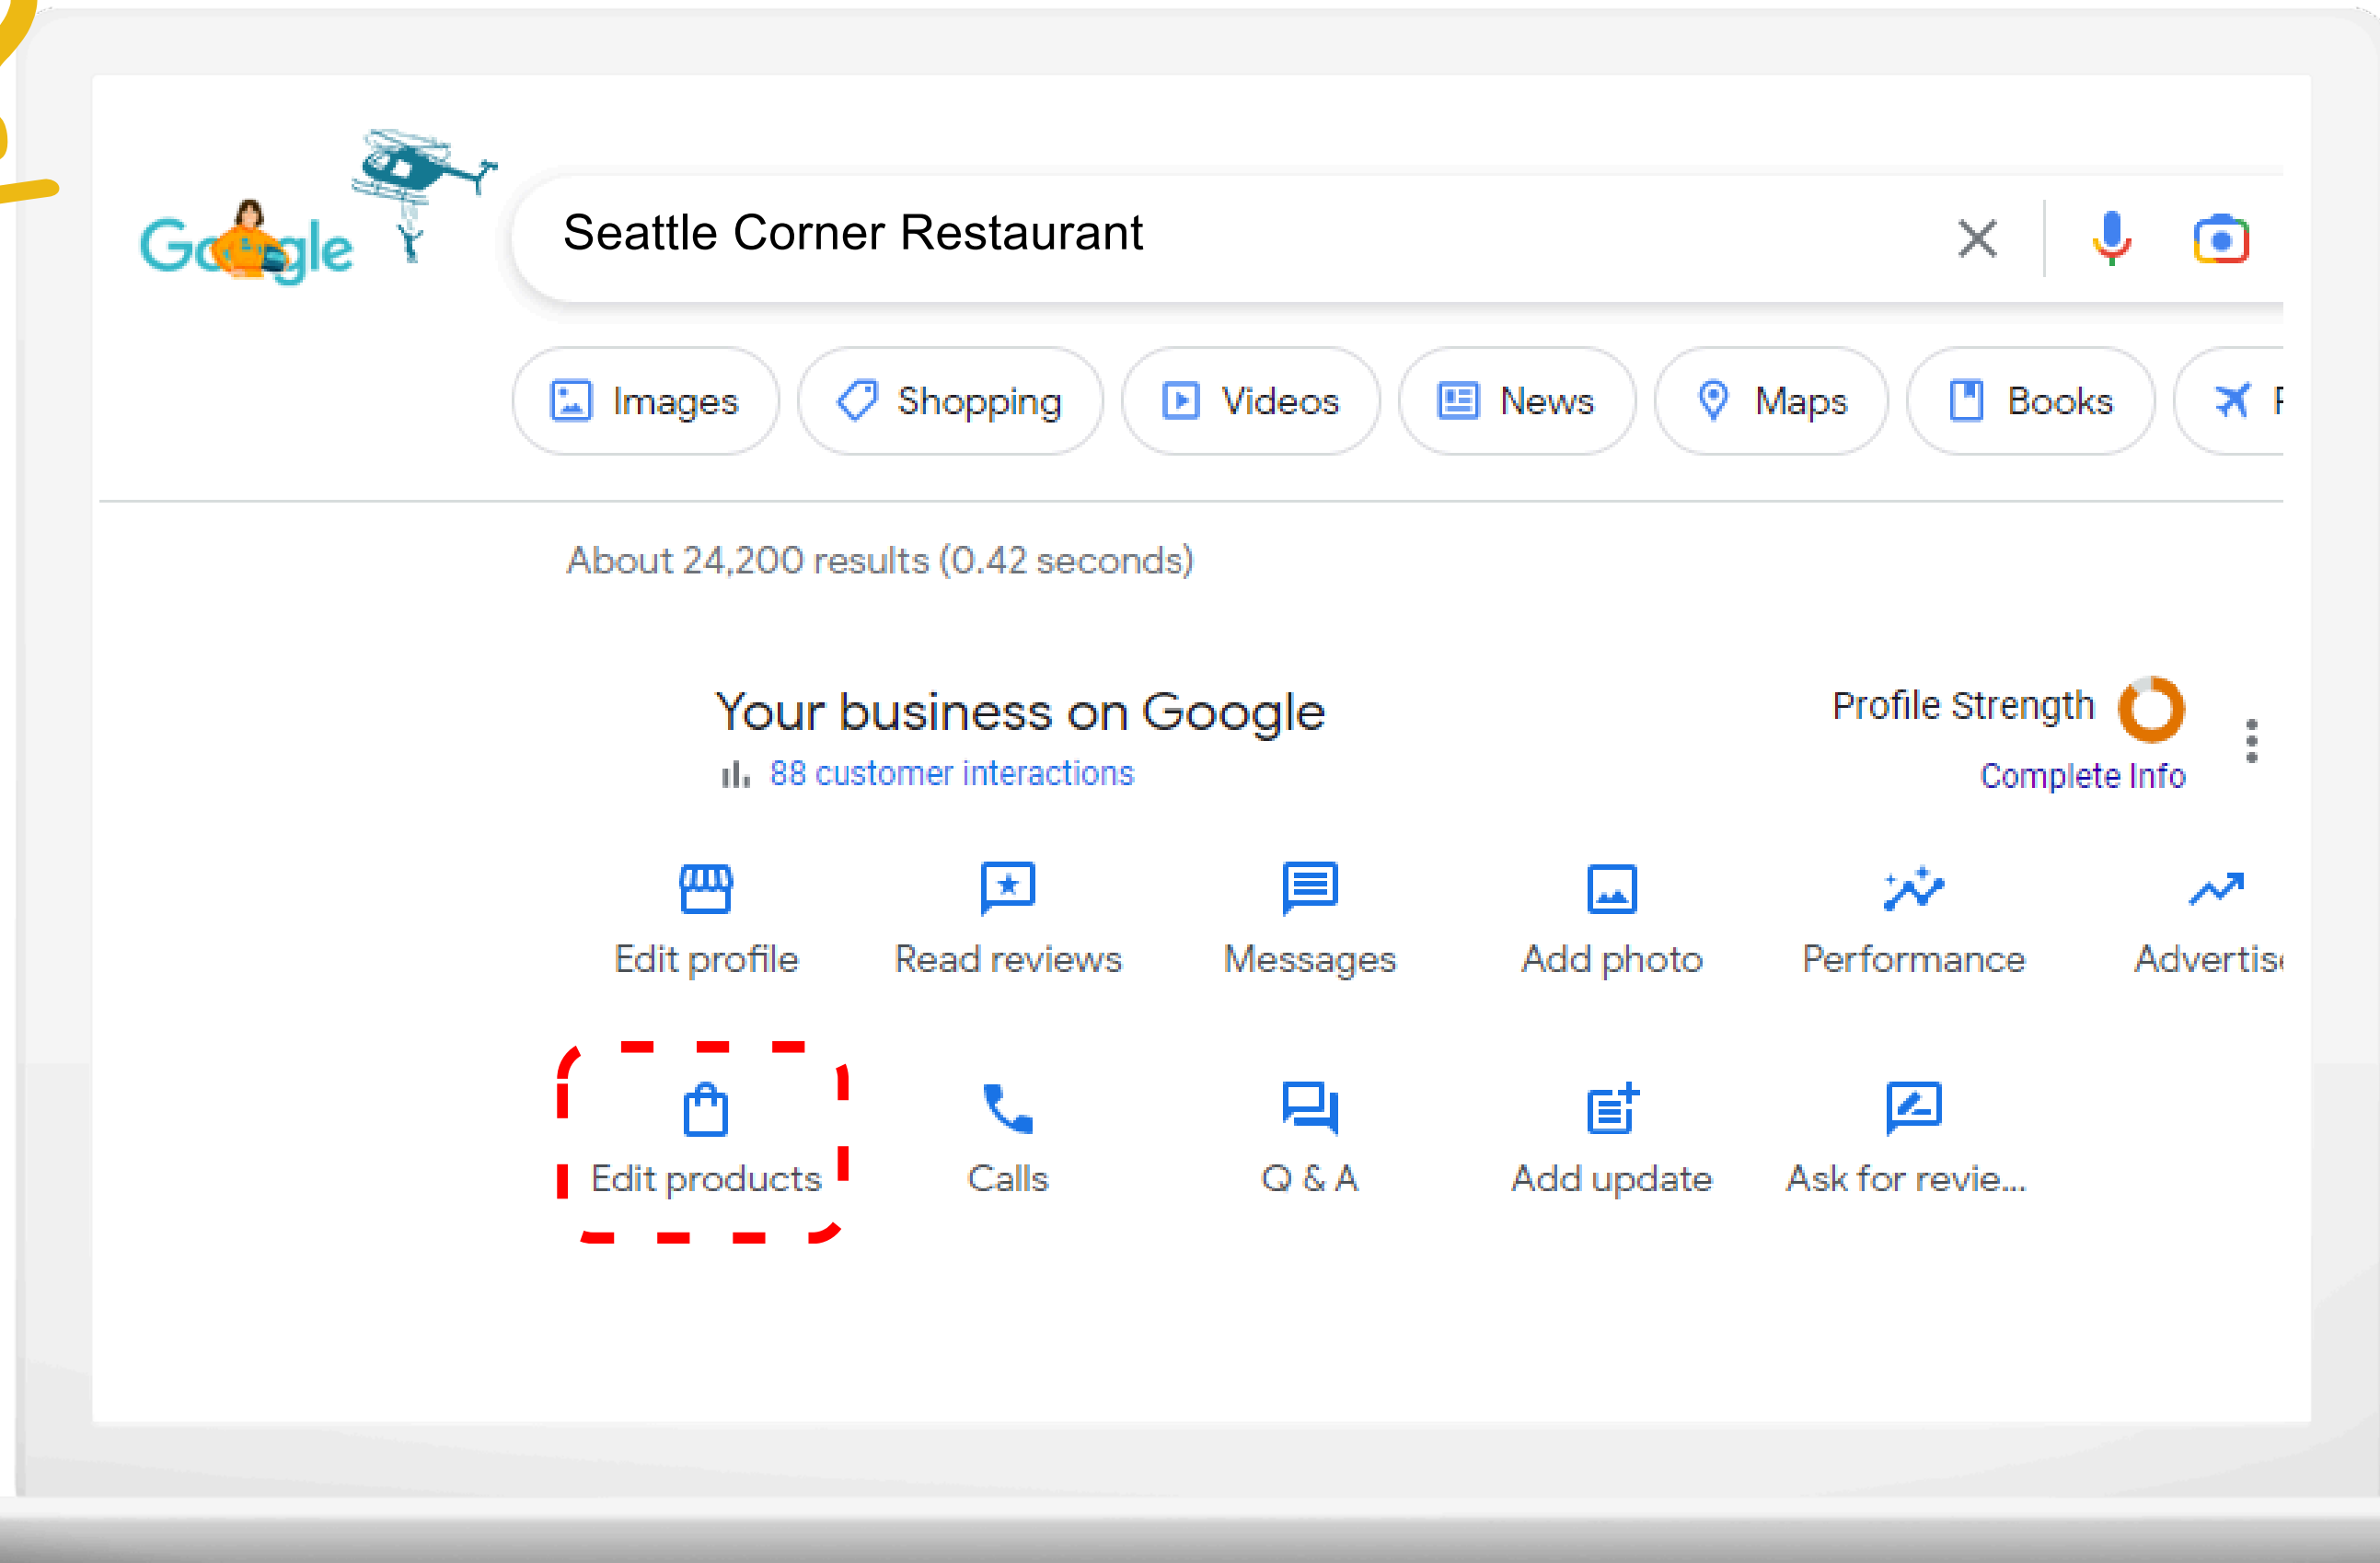 Google
Seattle Corner Restaurant
Images Shopping Videos News Maps Books F
About 24,200 results (0.42 seconds)
Your business on Google Profile Strength
88 customer interactions Complete Info
Edit profile Read reviews Messages Add photo Performance Advertise
Edit products Calls Q & A Add update Ask for revie...